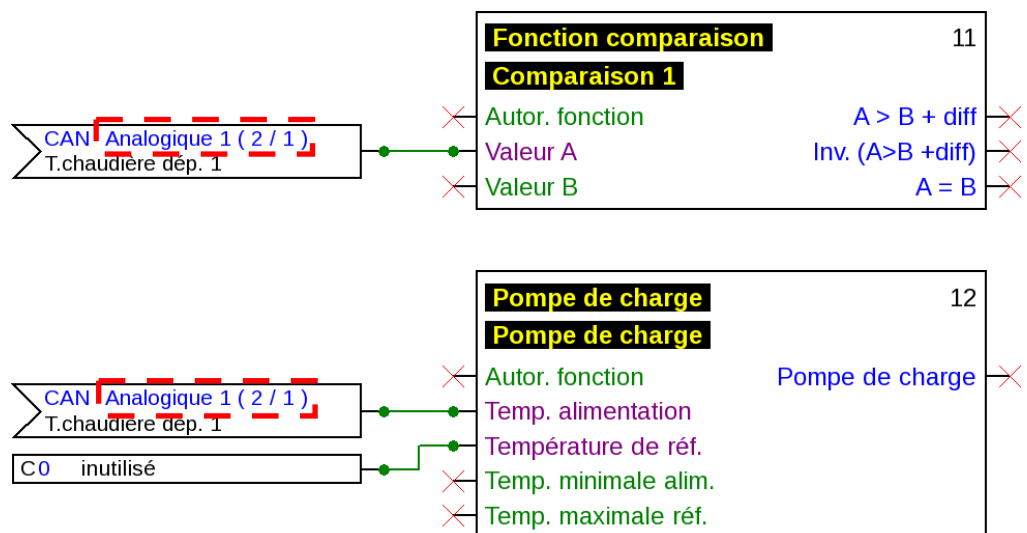 Fonction comparaison 11
Comparaison 1
Autor. fonction A > B + diff
CAN Analogique 1 ( 2 / 1 )
T.chaudière dép. 1
Valeur A Inv. (A>B +diff)
Valeur B A = B
Pompe de charge 12
Pompe de charge
Autor. fonction Pompe de charge
CAN Analogique 1 ( 2 / 1 )
T.chaudière dép. 1
Temp. alimentation
Température de réf.
C0 inutilisé
Temp. minimale alim.
Temp. maximale réf.